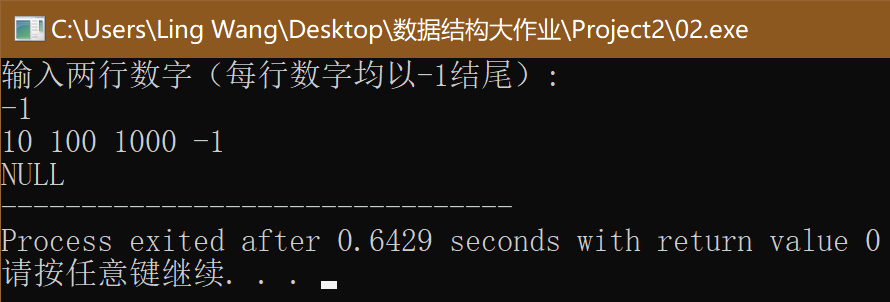 C:\Users\Ling Wang\Desktop\数据结构大作业\Project2\02.exe
输入两行数字（每行数字均以-1结尾）:
-1
10 100 1000 -1
NULL
--------------------------------
Process exited after 0.6429 seconds with return value 0
请按任意键继续. . .